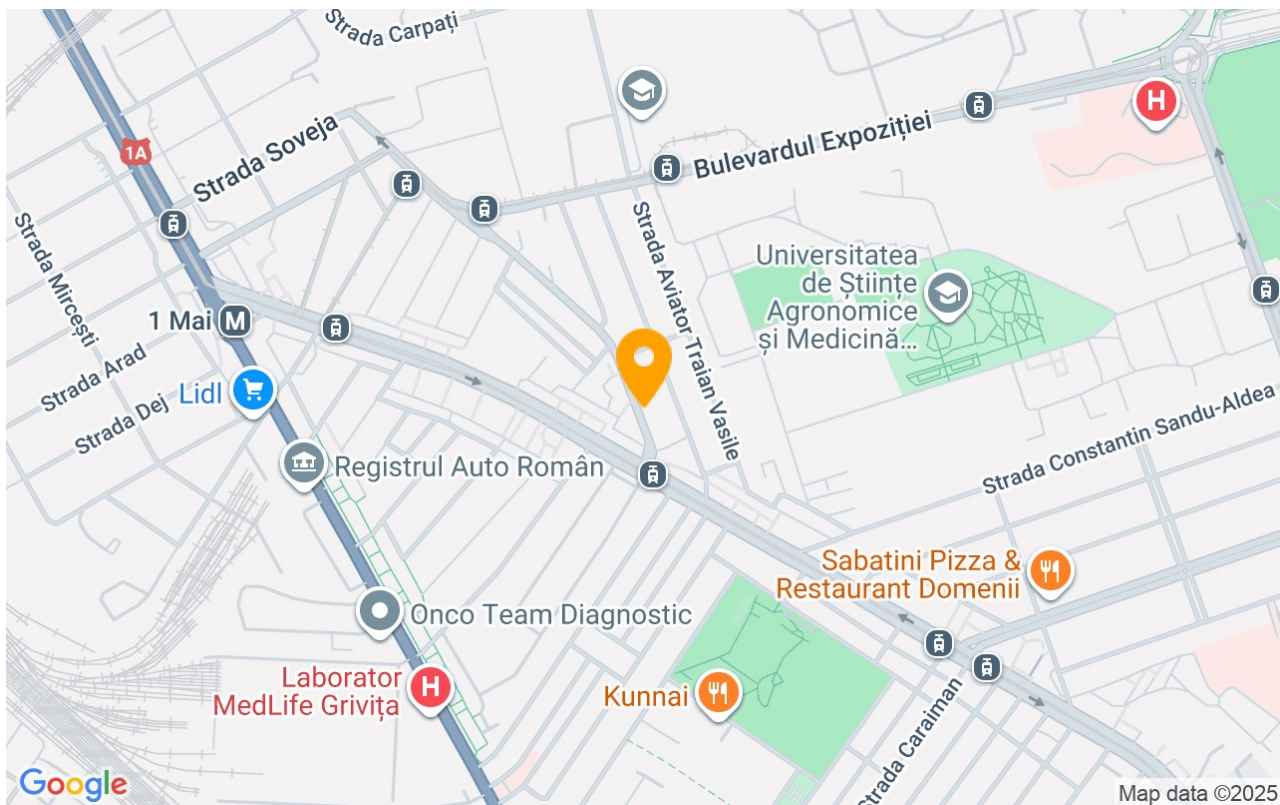 Strada Carpați
1A
Strada Soveja
Bulevardul Expoziției
H
Strada Mircești
Strada Aviator Traian Vasile
Universitatea
de Științe
Agronomice
și Medicină...
1 Mai M
Strada Arad
Lidl
Strada Dej
Registrul Auto Român
Strada Constantin Sandu-Aldea
Sabatini Pizza &
Restaurant Domenii
Onco Team Diagnostic
Laborator
MedLife Grivița
H
Kunnai
Strada Caraiman
Google
Map data ©2025